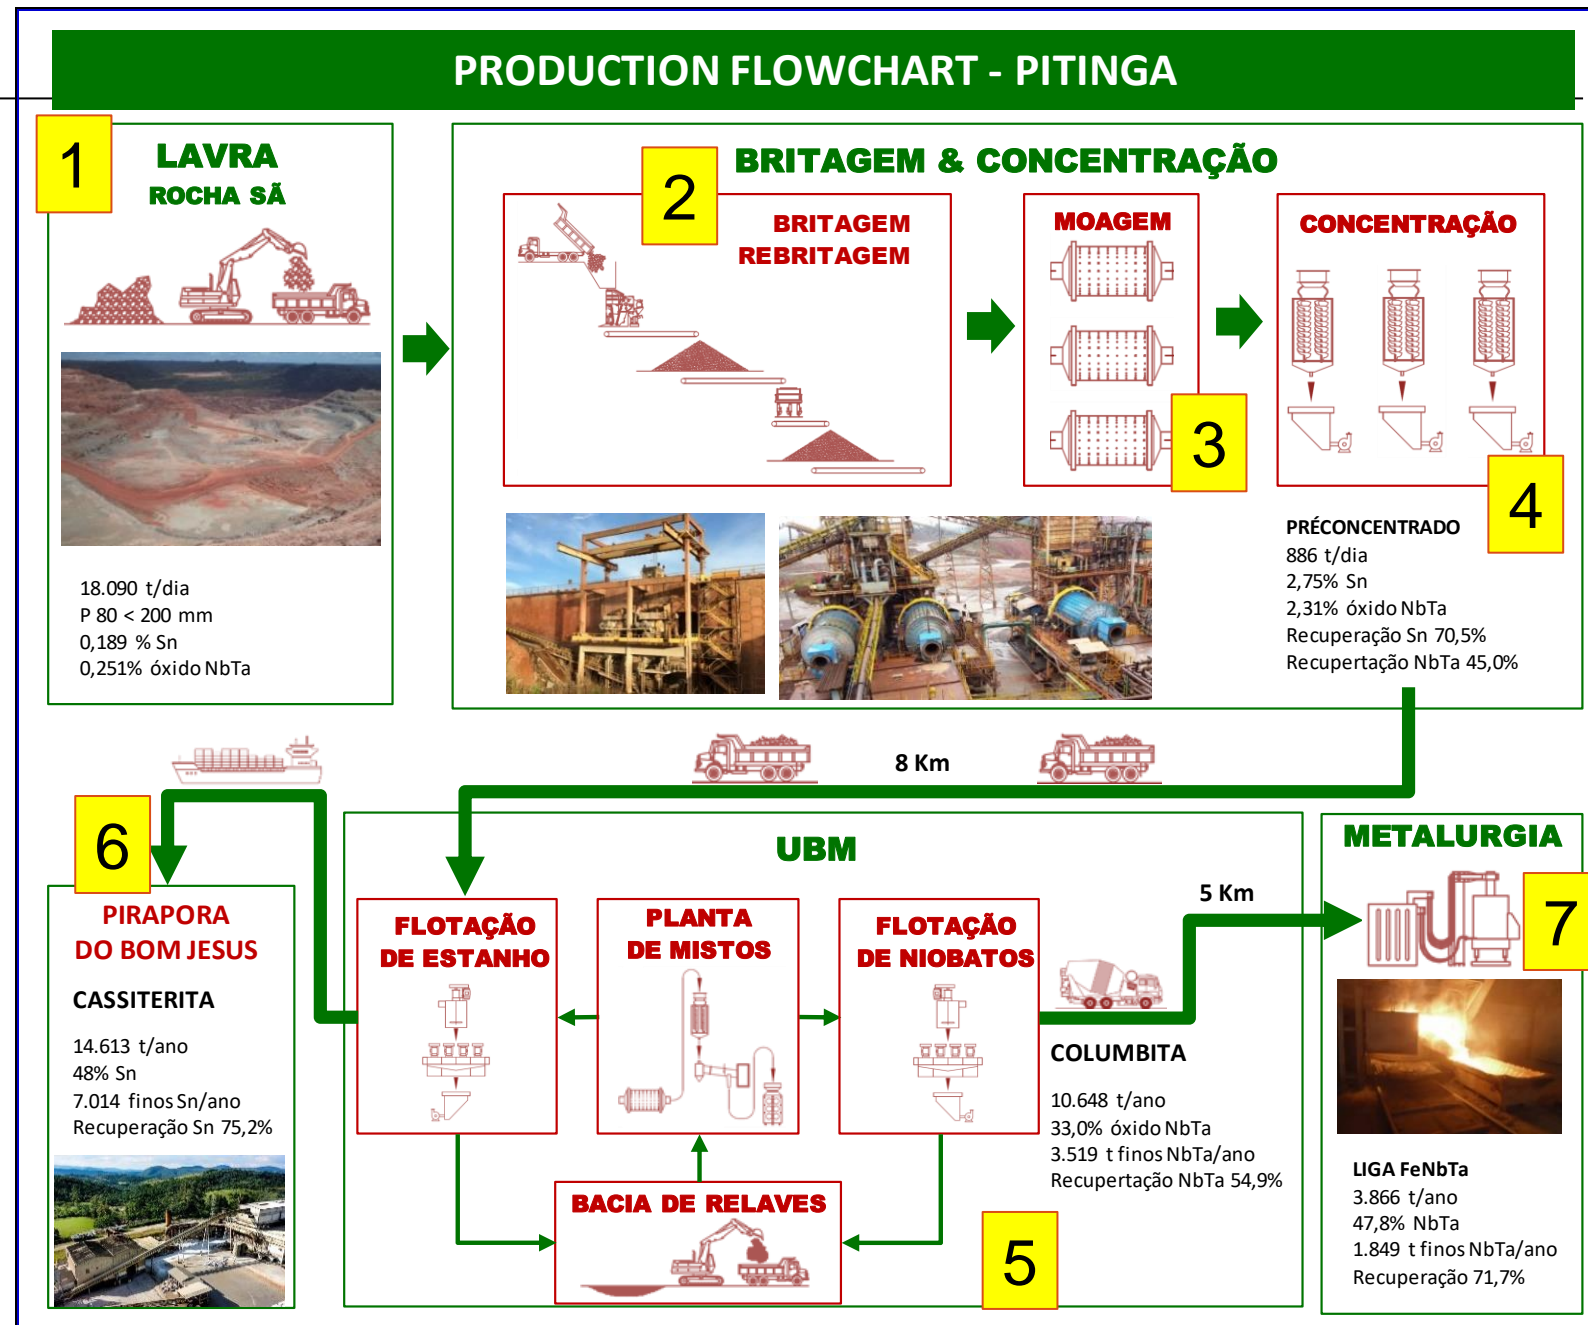 PRODUCTION FLOWCHART - PITINGA
1
LAVRA
ROCHA SÃ
18.090 t/dia
P 80 < 200 mm
0,189 % Sn
0,251% óxido NbTa
BRITAGEM & CONCENTRAÇÃO
2
BRITAGEM
REBRITAGEM
MOAGEM
3
CONCENTRAÇÃO
4
PRÉCONCENTRADO
886 t/dia
2,75% Sn
2,31% óxido NbTa
Recuperação Sn 70,5%
Recupertação NbTa 45,0%
8 Km
6
PIRAPORA
DO BOM JESUS
CASSITERITA
14.613 t/ano
48% Sn
7.014 finos Sn/ano
Recuperação Sn 75,2%
UBM
FLOTAÇÃO
DE ESTANHO
PLANTA
DE MISTOS
FLOTAÇÃO
DE NIOBATOS
BACIA DE RELAVES
5
5 Km
COLUMBITA
10.648 t/ano
33,0% óxido NbTa
3.519 t finos NbTa/ano
Recupertação NbTa 54,9%
METALURGIA
7
LIGA FeNbTa
3.866 t/ano
47,8% NbTa
1.849 t finos NbTa/ano
Recuperação 71,7%